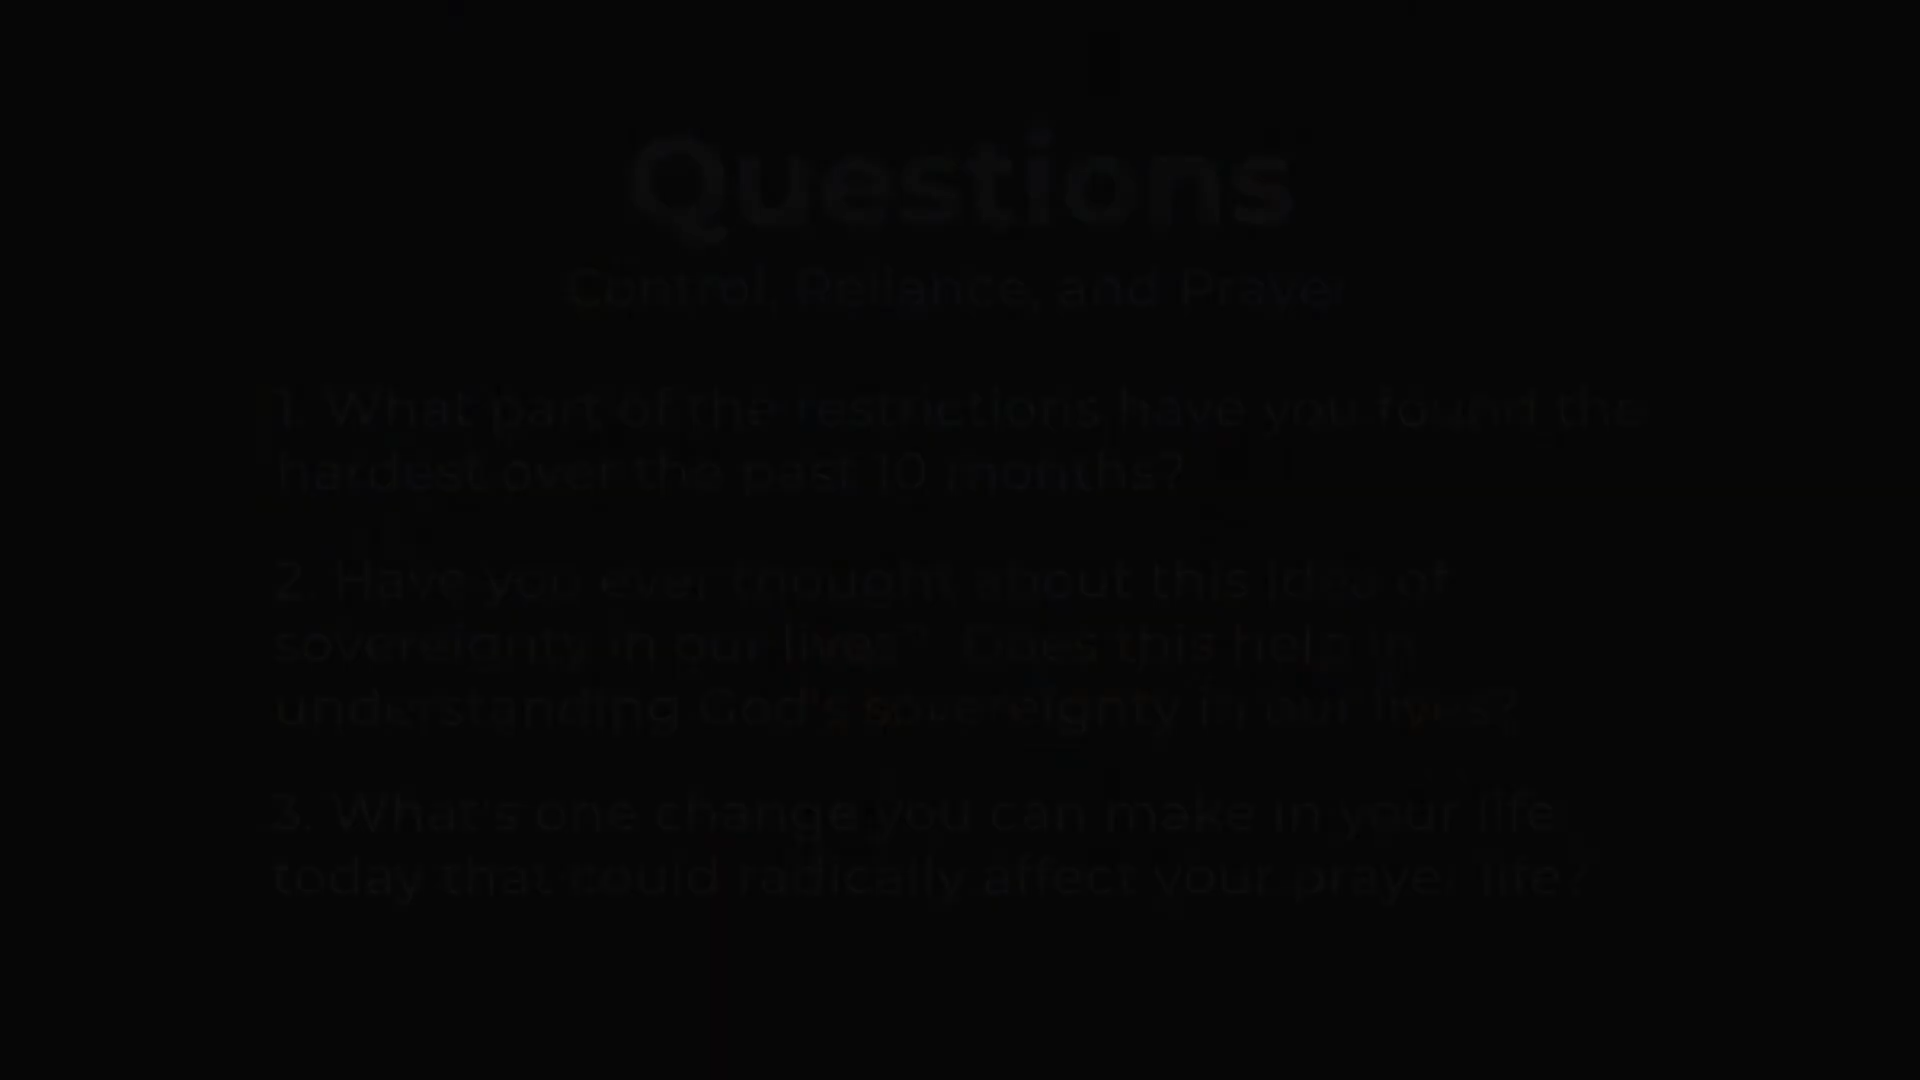 Questions
Control, Reliance, and Prayer
1. What part of the restrictions have you found the
hardest over the past 10 months?
2. Have you ever thought about this idea of
sovereignty in our lives? Does this help in
understanding God's sovereignty in our lives?
3. What's one change you can make in your life
today that could radically affect your prayer life?